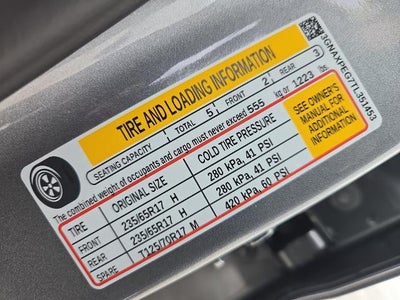 3GNAXPEG7TL351453
TIRE AND LOADING INFORMATION
SEATING CAPACITY TOTAL 5 FRONT 2 REAR 3
The combined weight of occupants and cargo must never exceed 555 kg or 1223 lbs
TIRE ORIGINAL SIZE COLD TIRE PRESSURE
FRONT 235/65R17 H 280 kPa, 41 PSI
REAR 235/65R17 H 280 kPa, 41 PSI
SPARE T125/70R17 M 420 kPa, 60 PSI
SEE OWNER'S
MANUAL FOR
ADDITIONAL
INFORMATION